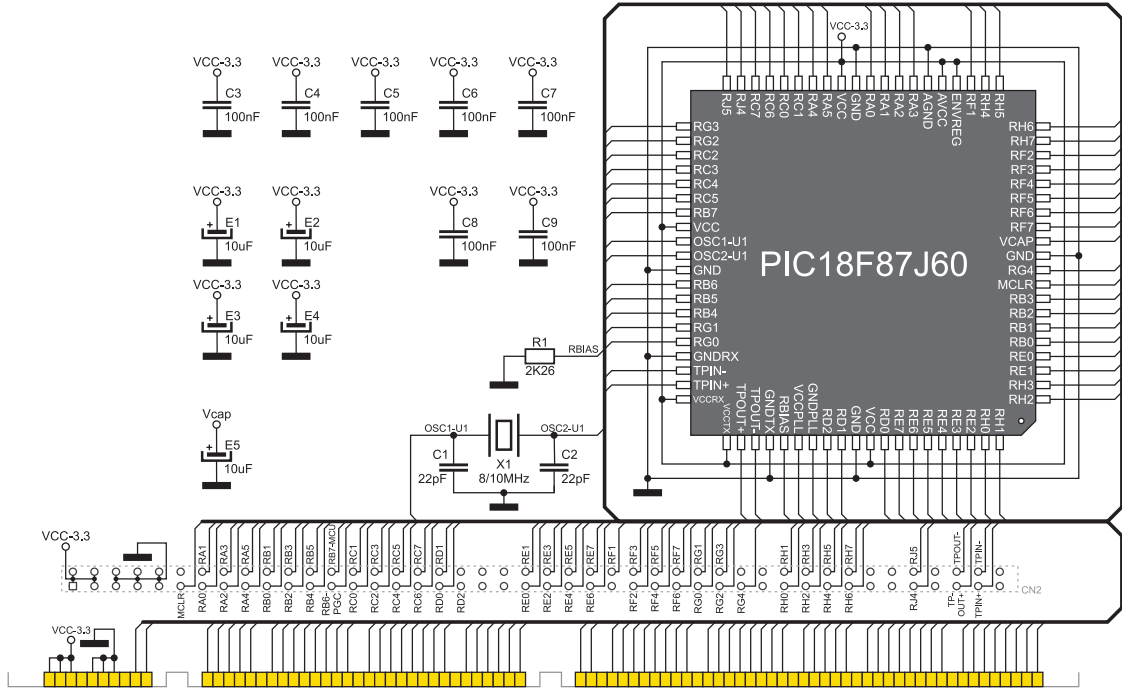 VCC-3.3
VCC-3.3 VCC-3.3 VCC-3.3 VCC-3.3 VCC-3.3
C3 C4 C5 C6 C7
100nF 100nF 100nF 100nF 100nF
VCC-3.3 VCC-3.3 VCC-3.3 VCC-3.3
E1 E2 C8 C9
10uF 10uF 100nF 100nF
VCC-3.3 VCC-3.3
E3 E4
10uF 10uF
R1
RBIAS
2K26
Vcap
E5
10uF
OSC1-U1 OSC2-U1
C1 X1 C2
22pF 8/10MHz 22pF
RJ5 RJ4 RC7 RC6 RC0 RC1 RA4 RA5 VCC GND RA0 RA1 RA2 RA3 AGND AVCC ENVREG RF1 RH4 RH5
RG3
RG2
RC2
RC3
RC4
RC5
RB7
VCC
OSC1-U1
OSC2-U1
GND
RB6
RB5
RB4
RG1
RG0
GNDRX
TPIN-
TPIN+
VCCRX
PIC18F87J60
RH6
RH7
RF2
RF3
RF4
RF5
RF6
RF7
VCAP
GND
RG4
MCLR
RB3
RB2
RB1
RB0
RE0
RE1
RH3
RH2
VCCTX TPOUT+ TPOUT- GNDTX RBIAS VCCPLL GNDPLL RD2 RD1 GND VCC RD0 RE7 RE6 RE5 RE4 RE3 RE2 RH0 RH1
VCC-3.3
RA1 RA3 RA5 RB1 RB3 RB5 RB7-MCU RC1 RC3 RC5 RC7 RD1 RE1 RE3 RE5 RE7 RF1 RF3 RF5 RF7 RG1 RG3 RH1 RH3 RH5 RH7 RJ5 TPOUT- TPIN-
CN2
MCLR RA0 RA2 RA4 RB0 RB2 RB4 RB6-PGC- RC0 RC2 RC4 RC6 RD0 RD2 RE0 RE2 RE4 RE6 RF2 RF4 RF6 RG0 RG2 RG4 RH0 RH2 RH4 RH6 RJ4 TP-OUT+ TPIN+
VCC-3.3